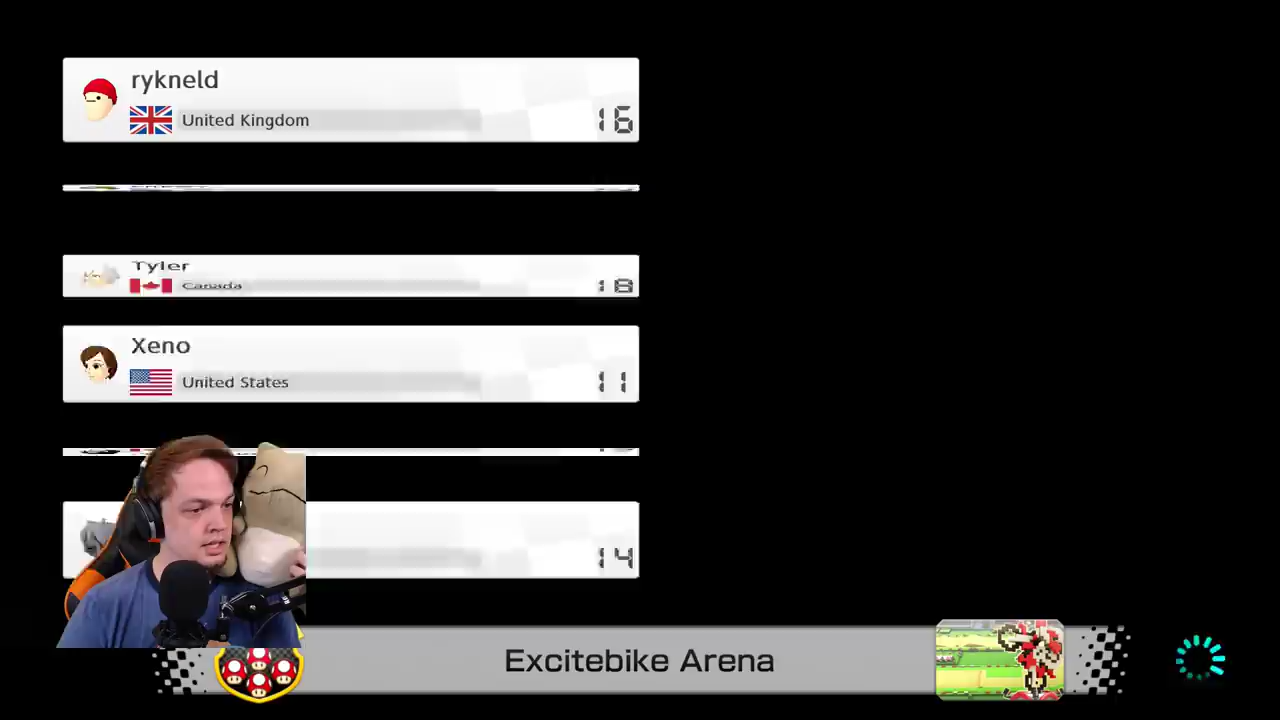 rykneld
United Kingdom
16
Tyler
Canada
18
Xeno
United States
11
14
Excitebike Arena